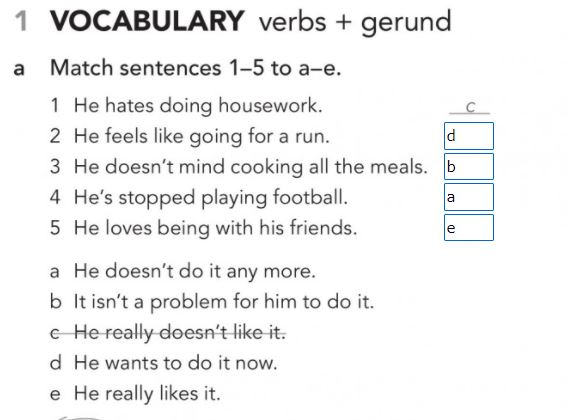 1 VOCABULARY verbs + gerund
a Match sentences 1–5 to a–e.
1 He hates doing housework. c
2 He feels like going for a run. d
3 He doesn't mind cooking all the meals. b
4 He's stopped playing football. a
5 He loves being with his friends. e
a He doesn't do it any more.
b It isn't a problem for him to do it.
c He really doesn't like it.
d He wants to do it now.
e He really likes it.